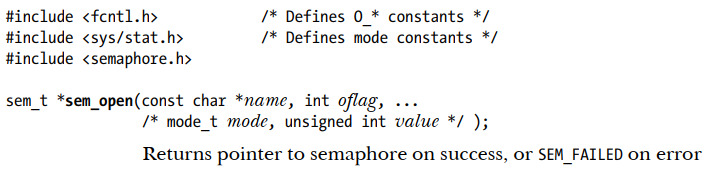 #include <fcntl.h> /* Defines O_* constants */
#include <sys/stat.h> /* Defines mode constants */
#include <semaphore.h>
sem_t *sem_open(const char *name, int oflag, ...
/* mode_t mode, unsigned int value */ );
Returns pointer to semaphore on success, or SEM_FAILED on error